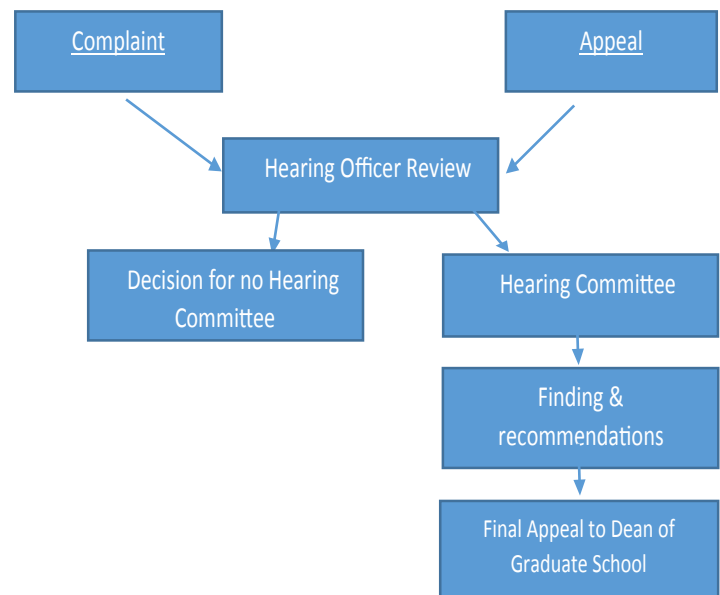 Complaint
Appeal
Hearing Officer Review
Decision for no Hearing
Committee
Hearing Committee
Finding &
recommendations
Final Appeal to Dean of
Graduate School